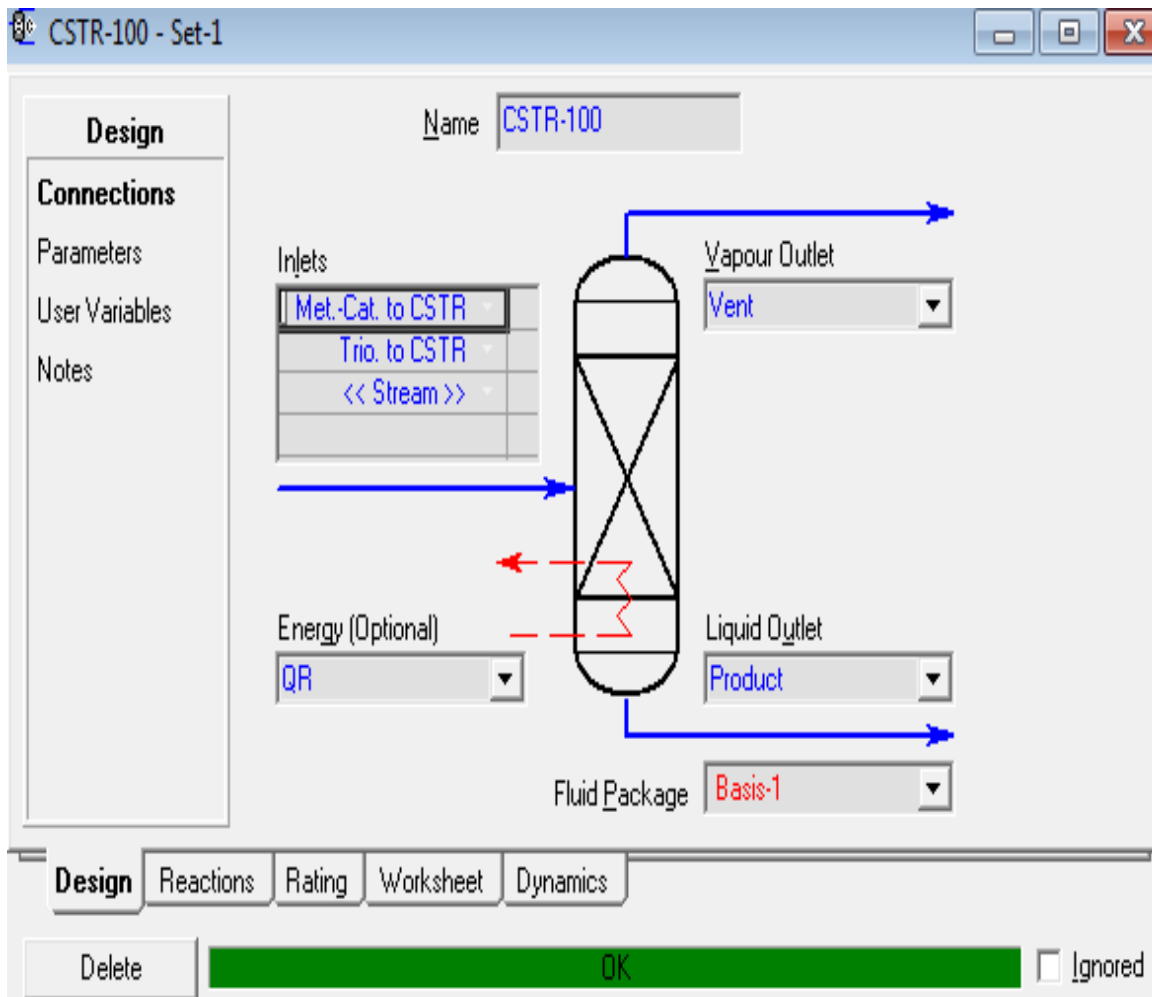 CSTR-100 - Set-1
Design
Connections
Parameters
User Variables
Notes
Name CSTR-100
Inlets
Met.-Cat. to CSTR
Trio. to CSTR
<< Stream >>
Vapour Outlet
Vent
Energy (Optional)
QR
Liquid Outlet
Product
Fluid Package Basis-1
Design Reactions Rating Worksheet Dynamics
Delete OK Ignored